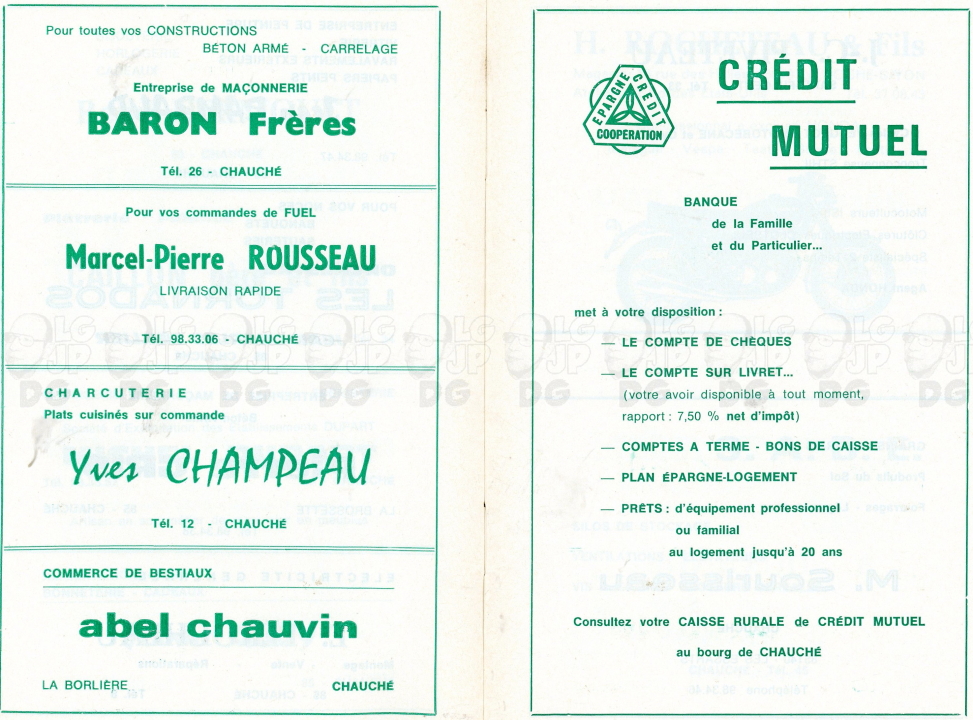 Pour toutes vos CONSTRUCTIONS
BÉTON ARMÉ - CARRELAGE
Entreprise de MAÇONNERIE
BARON Frères
Tél. 26 - CHAUCHÉ
Pour vos commandes de FUEL
Marcel-Pierre ROUSSEAU
LIVRAISON RAPIDE
Tél. 98.33.06 - CHAUCHÉ
CHARCUTERIE
Plats cuisinés sur commande
Yves CHAMPEAU
Tél. 12 - CHAUCHÉ
COMMERCE DE BESTIAUX
abel chauvin
LA BORLIÈRE CHAUCHÉ
ÉPARGNE CRÉDIT
COOPÉRATION
CRÉDIT
MUTUEL
BANQUE
de la Famille
et du Particulier...
met à votre disposition :
— LE COMPTE DE CHÈQUES
— LE COMPTE SUR LIVRET...
(votre avoir disponible à tout moment,
rapport : 7,50 % net d'impôt)
— COMPTES A TERME - BONS DE CAISSE
— PLAN ÉPARGNE-LOGEMENT
— PRÊTS : d'équipement professionnel
ou familial
au logement jusqu'à 20 ans
Consultez votre CAISSE RURALE de CRÉDIT MUTUEL
au bourg de CHAUCHÉ
LG JP DG